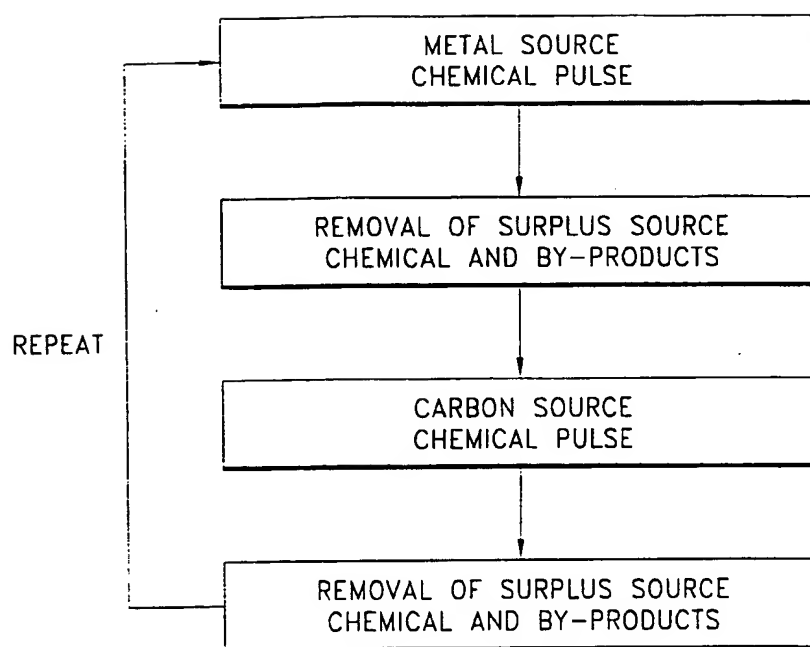 METAL SOURCE
CHEMICAL PULSE
REMOVAL OF SURPLUS SOURCE
CHEMICAL AND BY-PRODUCTS
REPEAT
CARBON SOURCE
CHEMICAL PULSE
REMOVAL OF SURPLUS SOURCE
CHEMICAL AND BY-PRODUCTS